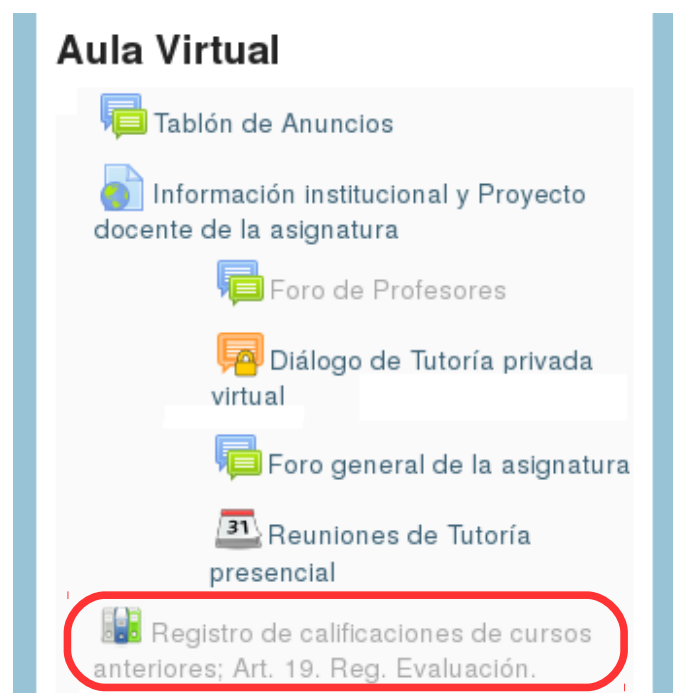 Aula Virtual
Tablón de Anuncios
Información institucional y Proyecto
docente de la asignatura
Foro de Profesores
Diálogo de Tutoría privada
virtual
Foro general de la asignatura
31
Reuniones de Tutoría
presencial
Registro de calificaciones de cursos
anteriores; Art. 19. Reg. Evaluación.